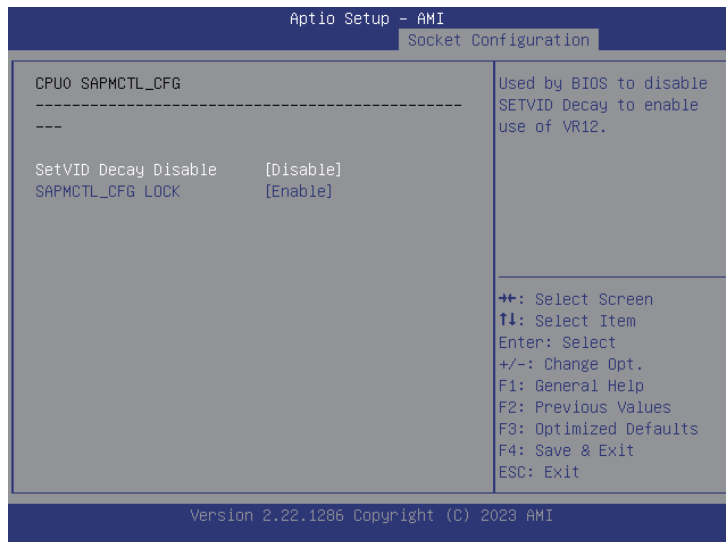 Aptio Setup – AMI
Socket Configuration
CPU0 SAPMCTL_CFG
-----------------------------------------------
---
SetVID Decay Disable [Disable]
SAPMCTL_CFG LOCK [Enable]
Used by BIOS to disable
SETVID Decay to enable
use of VR12.
→←: Select Screen
↑↓: Select Item
Enter: Select
+/-: Change Opt.
F1: General Help
F2: Previous Values
F3: Optimized Defaults
F4: Save & Exit
ESC: Exit
Version 2.22.1286 Copyright (C) 2023 AMI